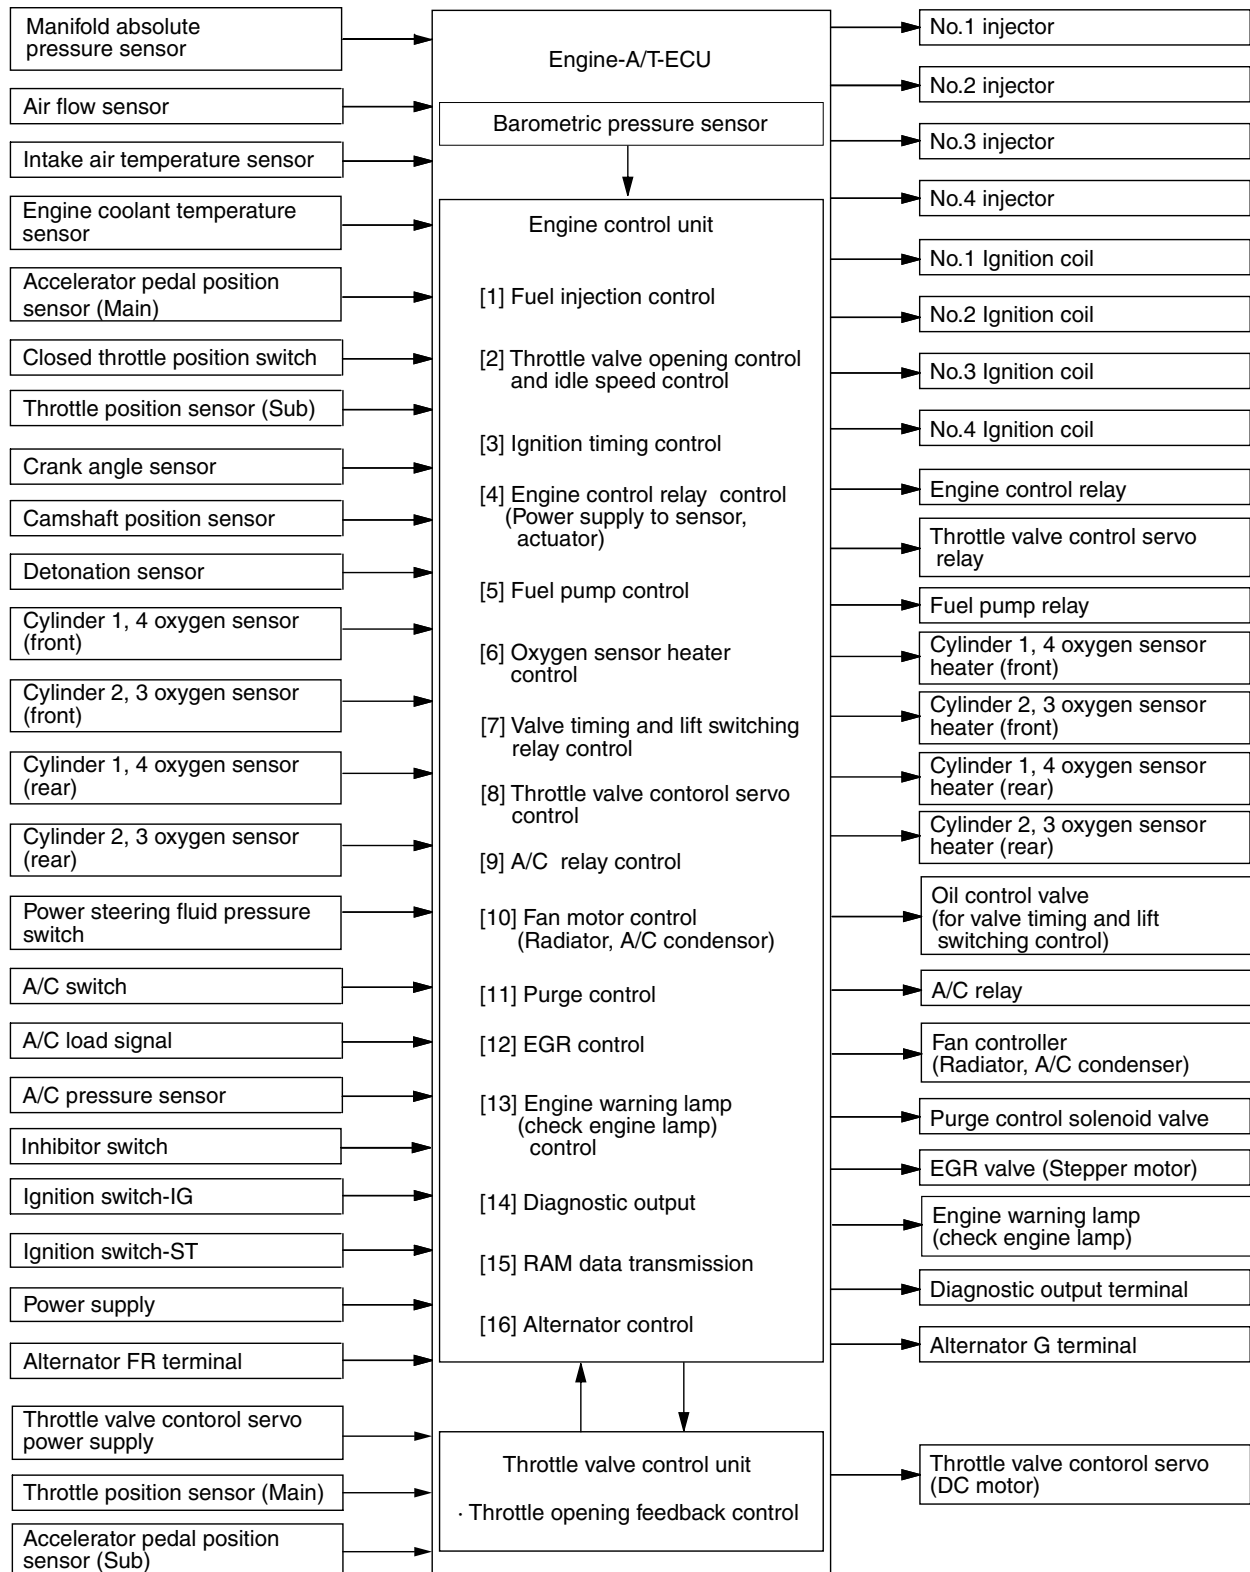 Manifold absolute
pressure sensor
Air flow sensor
Intake air temperature sensor
Engine coolant temperature
sensor
Accelerator pedal position
sensor (Main)
Closed throttle position switch
Throttle position sensor (Sub)
Crank angle sensor
Camshaft position sensor
Detonation sensor
Cylinder 1, 4 oxygen sensor
(front)
Cylinder 2, 3 oxygen sensor
(front)
Cylinder 1, 4 oxygen sensor
(rear)
Cylinder 2, 3 oxygen sensor
(rear)
Power steering fluid pressure
switch
A/C switch
A/C load signal
A/C pressure sensor
Inhibitor switch
Ignition switch-IG
Ignition switch-ST
Power supply
Alternator FR terminal
Throttle valve contorol servo
power supply
Throttle position sensor (Main)
Accelerator pedal position
sensor (Sub)
Engine-A/T-ECU
Barometric pressure sensor
Engine control unit
[1] Fuel injection control
[2] Throttle valve opening control
and idle speed control
[3] Ignition timing control
[4] Engine control relay control
(Power supply to sensor,
actuator)
[5] Fuel pump control
[6] Oxygen sensor heater
control
[7] Valve timing and lift switching
relay control
[8] Throttle valve contorol servo
control
[9] A/C relay control
[10] Fan motor control
(Radiator, A/C condensor)
[11] Purge control
[12] EGR control
[13] Engine warning lamp
(check engine lamp)
control
[14] Diagnostic output
[15] RAM data transmission
[16] Alternator control
Throttle valve control unit
· Throttle opening feedback control
No.1 injector
No.2 injector
No.3 injector
No.4 injector
No.1 Ignition coil
No.2 Ignition coil
No.3 Ignition coil
No.4 Ignition coil
Engine control relay
Throttle valve control servo
relay
Fuel pump relay
Cylinder 1, 4 oxygen sensor
heater (front)
Cylinder 2, 3 oxygen sensor
heater (front)
Cylinder 1, 4 oxygen sensor
heater (rear)
Cylinder 2, 3 oxygen sensor
heater (rear)
Oil control valve
(for valve timing and lift
switching control)
A/C relay
Fan controller
(Radiator, A/C condenser)
Purge control solenoid valve
EGR valve (Stepper motor)
Engine warning lamp
(check engine lamp)
Diagnostic output terminal
Alternator G terminal
Throttle valve contorol servo
(DC motor)